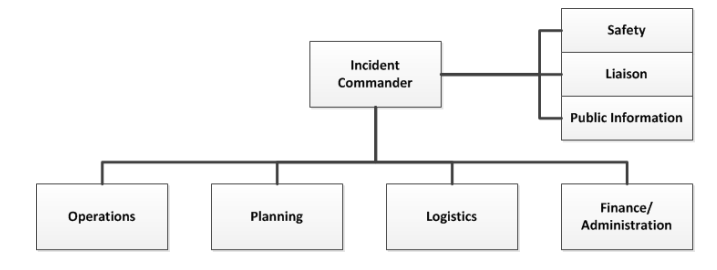 Safety
Incident
Commander
Liaison
Public Information
Operations
Planning
Logistics
Finance/
Administration